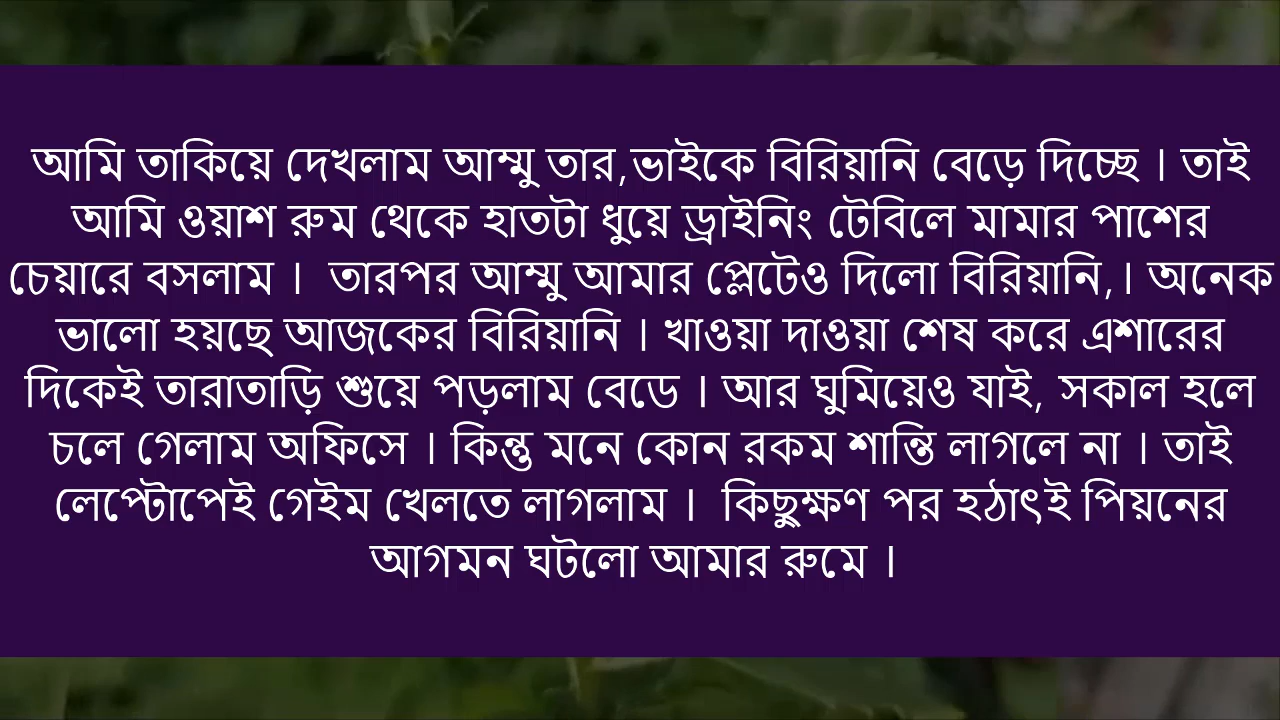 আমি তাকিয়ে দেখলাম আম্মু তার,ভাইকে বিরিয়ানি বেড়ে দিচ্ছে। তাই
আমি ওয়াশ রুম থেকে হাতটা ধুয়ে ড্রাইনিং টেবিলে মামার পাশের
চেয়ারে বসলাম। তারপর আম্মু আমার প্লেটেও দিলো বিরিয়ানি,। অনেক
ভালো হয়ছে আজকের বিরিয়ানি। খাওয়া দাওয়া শেষ করে এশারের
দিকেই তারাতাড়ি শুয়ে পড়লাম বেডে। আর ঘুমিয়েও যাই, সকাল হলে
চলে গেলাম অফিসে। কিন্তু মনে কোন রকম শান্তি লাগলে না। তাই
লেপ্টোপেই গেইম খেলতে লাগলাম। কিছুক্ষণ পর হঠাৎই পিয়নের
আগমন ঘটলো আমার রুমে।